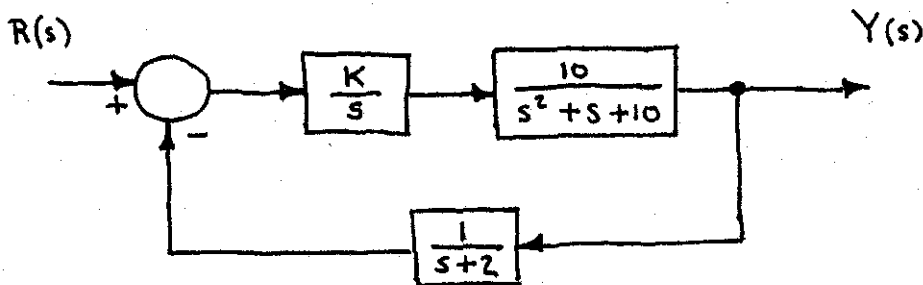 R(s)
Y(s)
+
−
K
s
10
s² + s + 10
1
s + 2